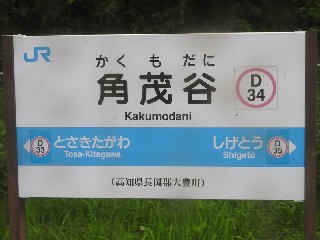 JR
かくもだに
角茂谷
D
34
Kakumodani
D
33
とさきたがわ
Tosa-Kitagawa
しげとう
Shigeto
D
35
(高知県長岡郡大豊町)